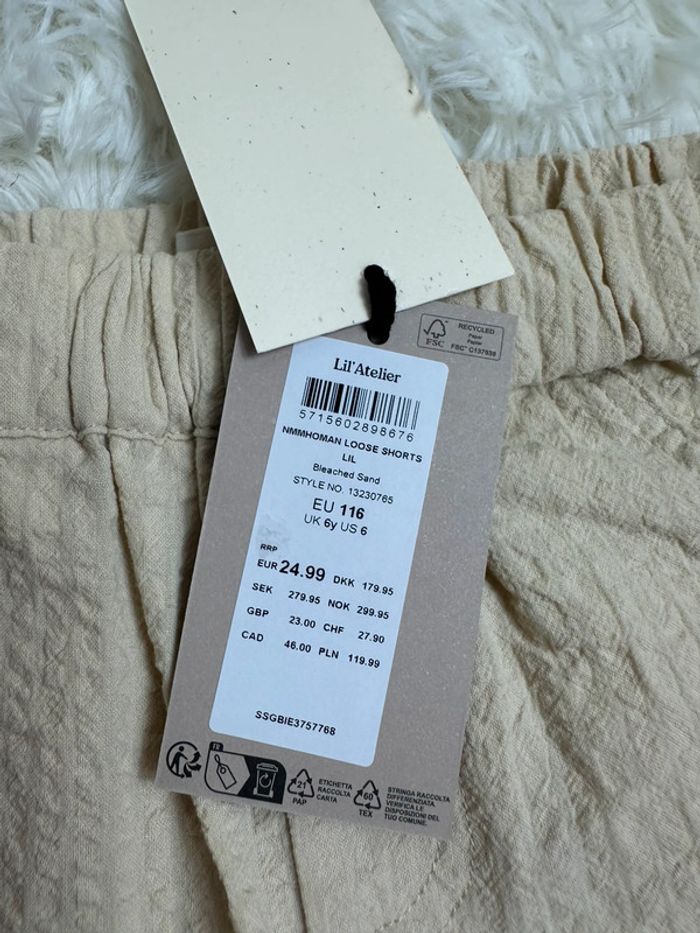 FSC
RECYCLED
Paper
Papier
FSC® C137638
Lil'Atelier
5715602898676
NMMHOMAN LOOSE SHORTS
LIL
Bleached Sand
STYLE NO. 13230765
EU 116
UK 6y US 6
RRP
EUR 24.99 DKK 179.95
SEK 279.95 NOK 299.95
GBP 23.00 CHF 27.90
CAD 46.00 PLN 119.99
SSGBIE3757768
FR
21
PAP
ETICHETTA
RACCOLTA
CARTA
60
TEX
STRINGA RACCOLTA
DIFFERENZIATA.
VERIFICA LE
DISPOSIZIONI DEL
TUO COMUNE.